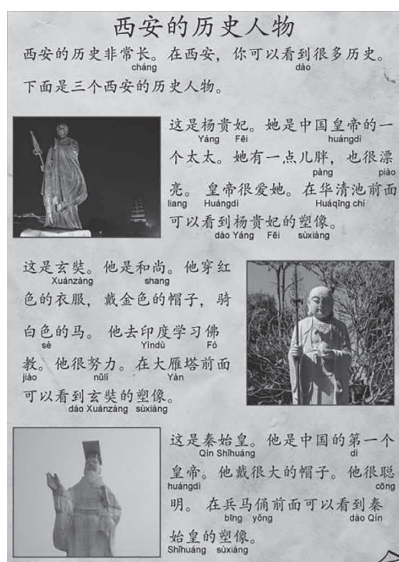 西安的历史人物
西安的历史非常长。在西安，你可以看到很多历史。
cháng dào
下面是三个西安的历史人物。
这是杨贵妃。她是中国皇帝的一
Yáng Fēi huángdì
个太太。她有一点儿胖，也很漂
pàng piào
亮。皇帝很爱她。在华清池前面
liang Huángdì Huáqīng chí
可以看到杨贵妃的塑像。
dào Yáng Fēi sùxiàng
这是玄奘。他是和尚。他穿红
Xuánzàng shang
色的衣服，戴金色的帽子，骑
白色的马。他去印度学习佛
sè Yìndù Fó
教。他很努力。在大雁塔前面
jiào nǔlì Yàn
可以看到玄奘的塑像。
dào Xuánzàng sùxiàng
这是秦始皇。他是中国的第一个
Qín Shǐhuáng dì
皇帝。他戴很大的帽子。他很聪
huángdì cōng
明。在兵马俑前面可以看到秦
bīng yǒng dào Qín
始皇的塑像。
Shǐhuáng sùxiàng